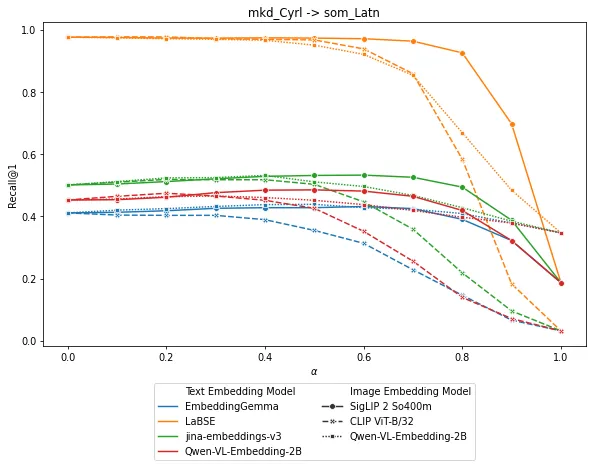 mkd_Cyrl -> som_Latn
1.0
0.8
0.6
0.4
0.2
0.0
Recall@1
0.0 0.2 0.4 0.6 0.8 1.0
α
Text Embedding Model Image Embedding Model
EmbeddingGemma SigLIP 2 So400m
LaBSE CLIP ViT-B/32
jina-embeddings-v3 Qwen-VL-Embedding-2B
Qwen-VL-Embedding-2B